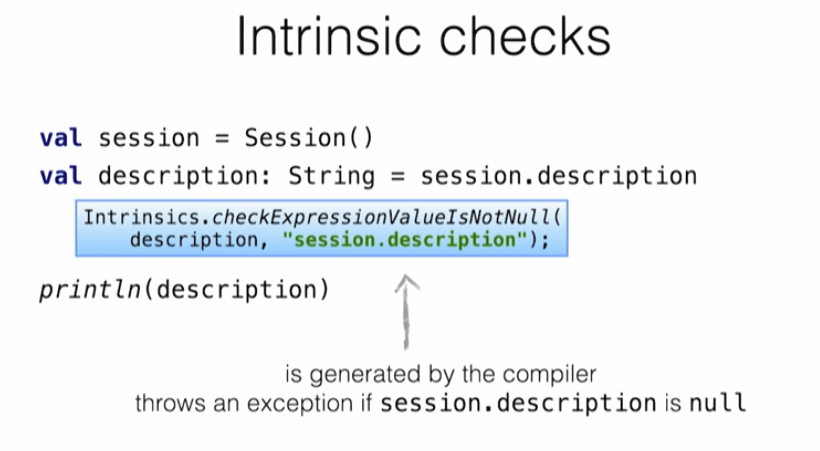 Intrinsic checks
val session = Session()
val description: String = session.description
Intrinsics.checkExpressionValueIsNotNull(
description, "session.description");
println(description)
is generated by the compiler
throws an exception if session.description is null